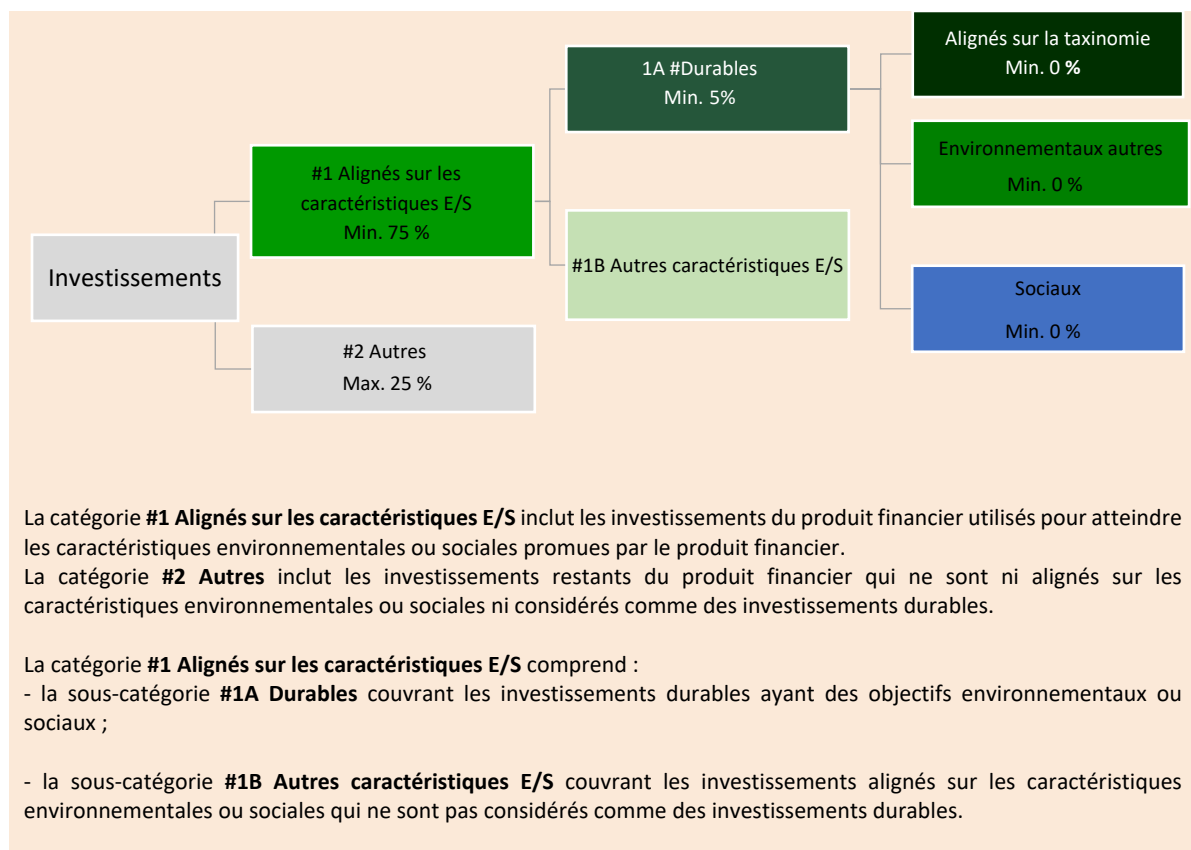 Alignés sur la taxinomie
Min. 0 %
1A #Durables
Min. 5%
Environnementaux autres
Min. 0 %
#1 Alignés sur les
caractéristiques E/S
Min. 75 %
Investissements
#1B Autres caractéristiques E/S
Sociaux
Min. 0 %
#2 Autres
Max. 25 %
La catégorie #1 Alignés sur les caractéristiques E/S inclut les investissements du produit financier utilisés pour atteindre
les caractéristiques environnementales ou sociales promues par le produit financier.
La catégorie #2 Autres inclut les investissements restants du produit financier qui ne sont ni alignés sur les
caractéristiques environnementales ou sociales ni considérés comme des investissements durables.
La catégorie #1 Alignés sur les caractéristiques E/S comprend :
- la sous-catégorie #1A Durables couvrant les investissements durables ayant des objectifs environnementaux ou
sociaux ;
- la sous-catégorie #1B Autres caractéristiques E/S couvrant les investissements alignés sur les caractéristiques
environnementales ou sociales qui ne sont pas considérés comme des investissements durables.